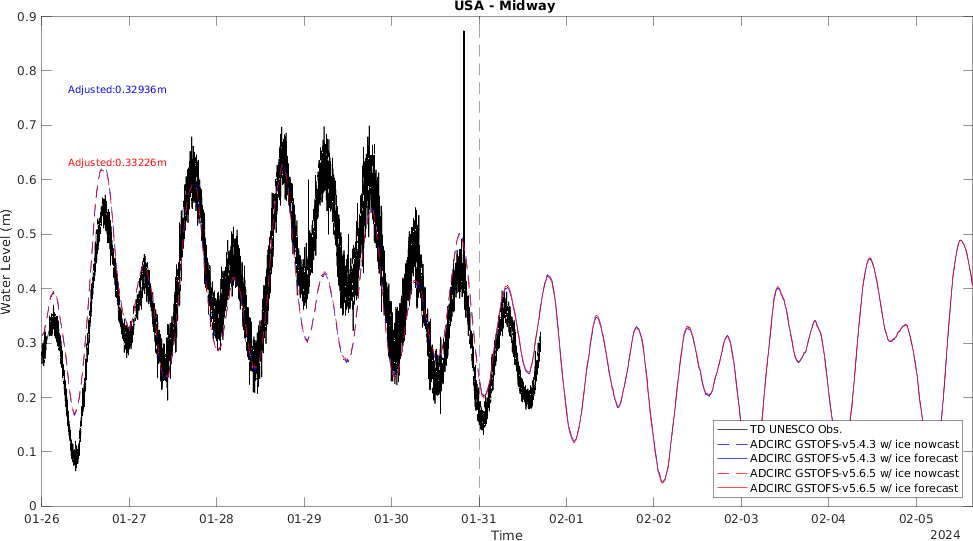 USA - Midway
0.9
0.8
Adjusted:0.32936m
0.7
Adjusted:0.33226m
0.6
0.5
0.4
0.3
0.2
0.1
0
Water Level (m)
TD UNESCO Obs.
ADCIRC GSTOFS-v5.4.3 w/ ice nowcast
ADCIRC GSTOFS-v5.4.3 w/ ice forecast
ADCIRC GSTOFS-v5.6.5 w/ ice nowcast
ADCIRC GSTOFS-v5.6.5 w/ ice forecast
01-26 01-27 01-28 01-29 01-30 01-31 02-01 02-02 02-03 02-04 02-05
Time
2024